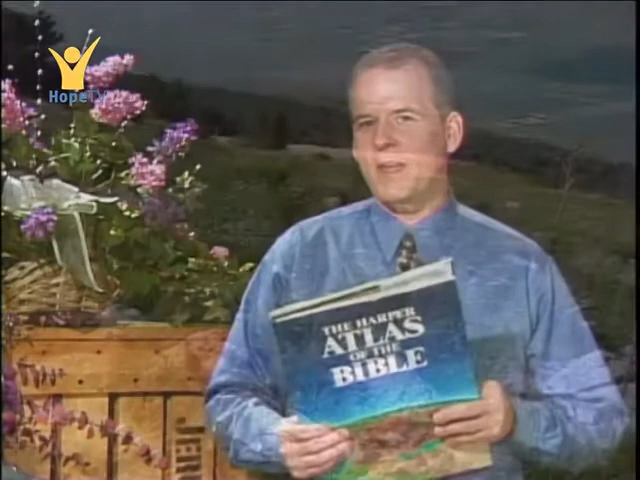 HopeTV
THE HARPER
ATLAS
OF THE
BIBLE
JERU